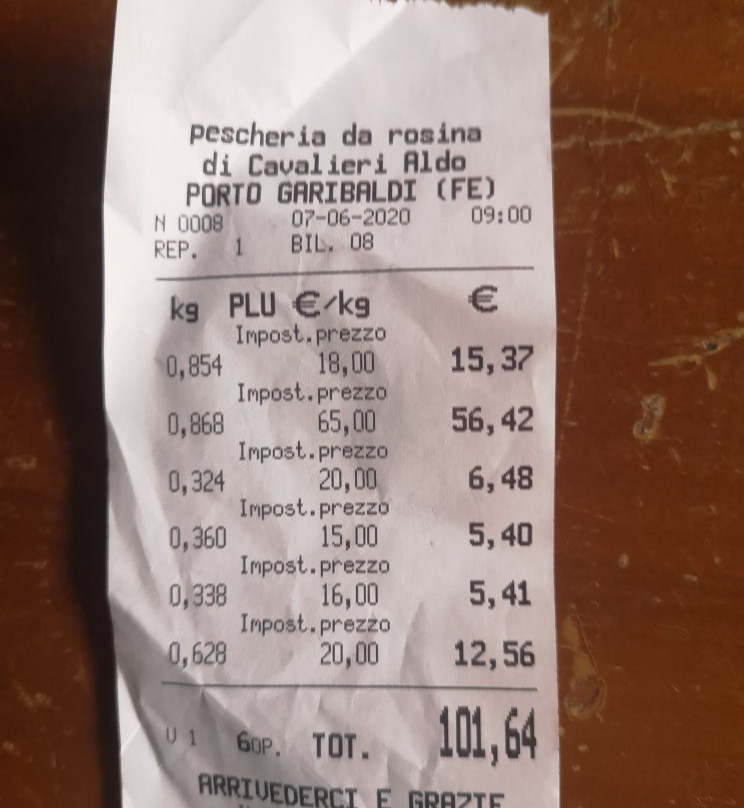 pescheria da rosina
di Cavalieri Aldo
PORTO GARIBALDI (FE)
N 0008 07-06-2020 09:00
REP. 1 BIL. 08
kg PLU €/kg €
Impost.prezzo
0,854 18,00 15,37
Impost.prezzo
0,868 65,00 56,42
Impost.prezzo
0,324 20,00 6,48
Impost.prezzo
0,360 15,00 5,40
Impost.prezzo
0,338 16,00 5,41
Impost.prezzo
0,628 20,00 12,56
V 1 6OP. TOT. 101,64
ARRIVEDERCI E GRAZIE